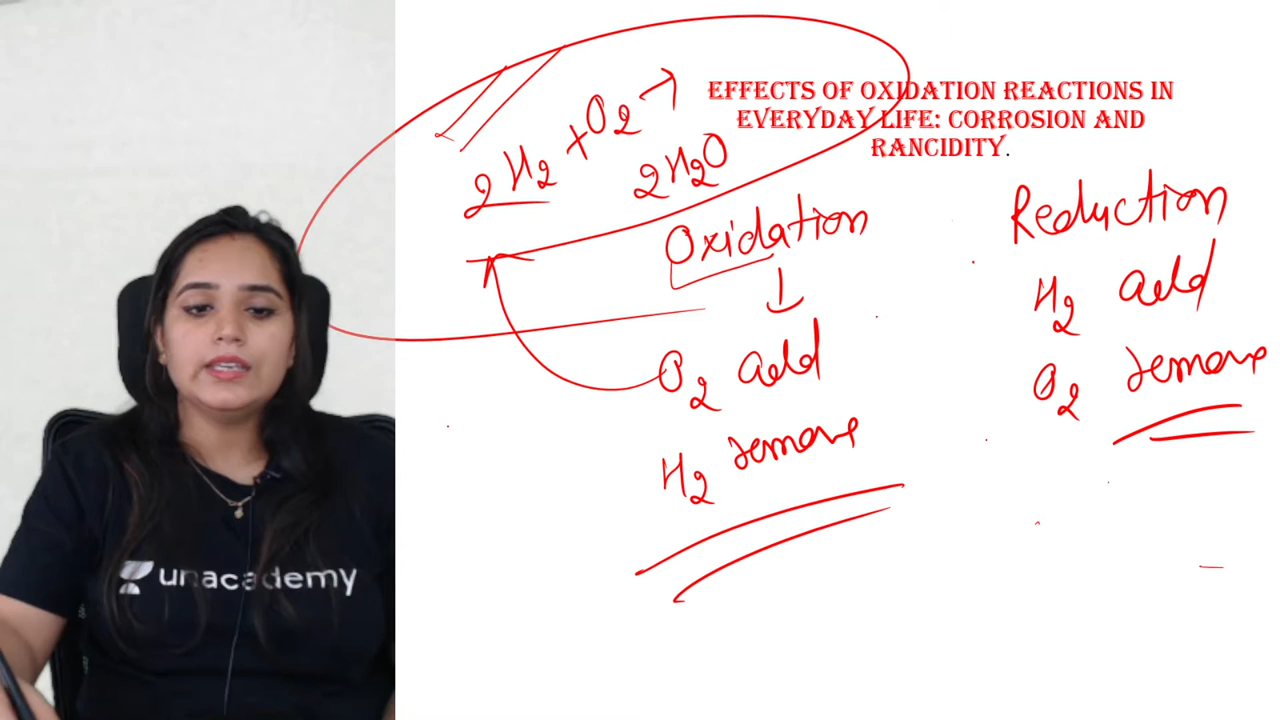 EFFECTS OF OXIDATION REACTIONS IN
EVERYDAY LIFE: CORROSION AND
RANCIDITY.
2H2 + O2 →
2H2O
Oxidation
↓
O2 add
H2 remove
Reduction
H2 add
O2 remove
unacademy